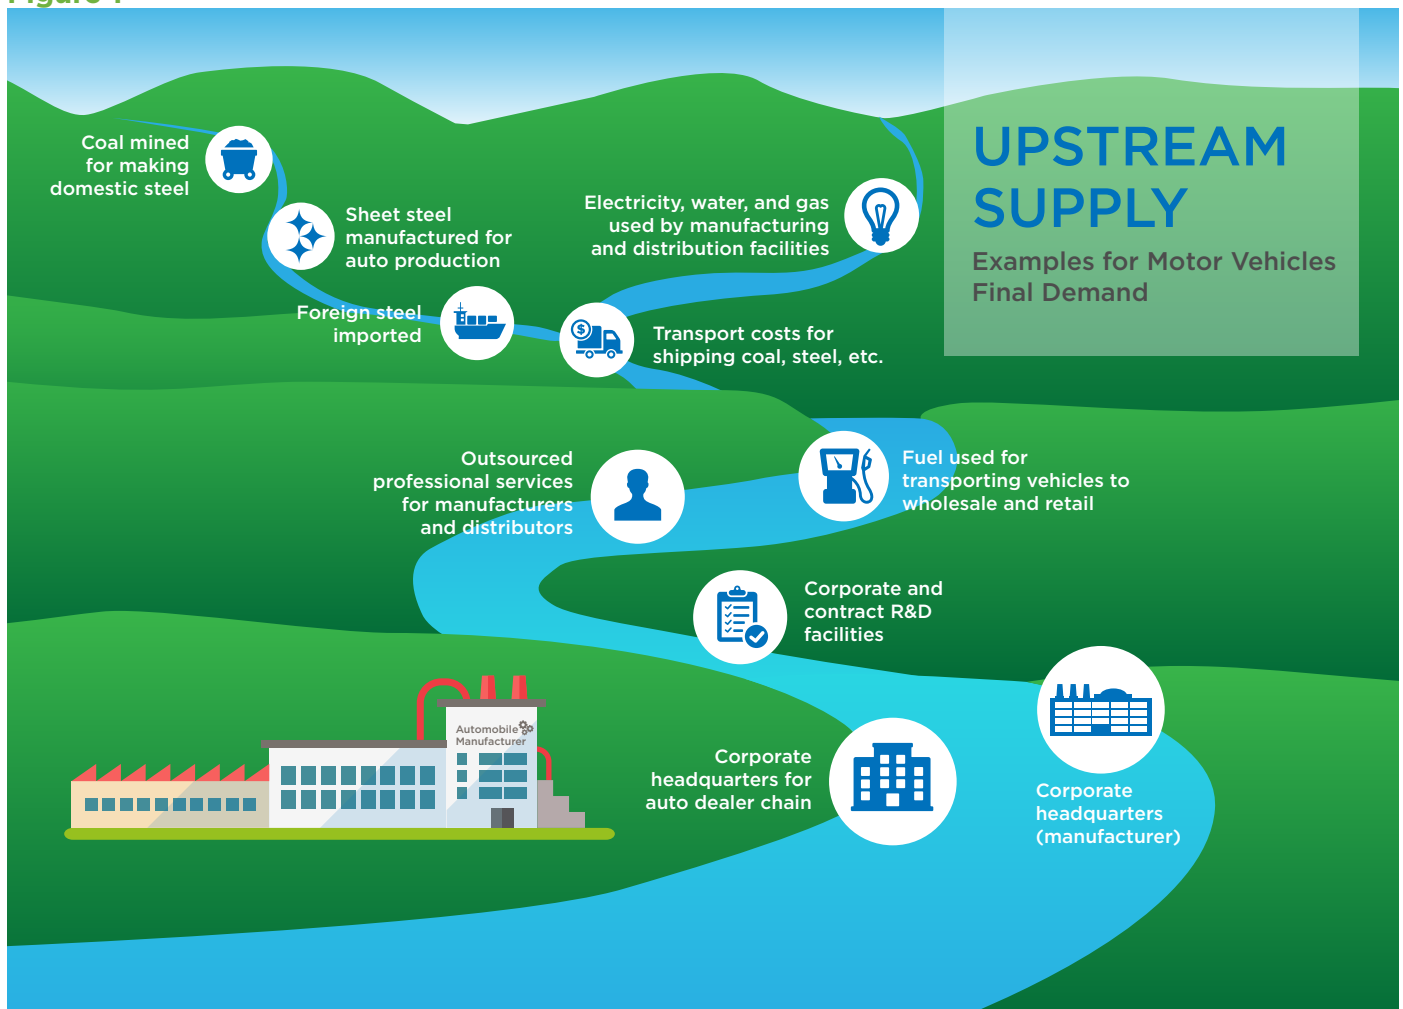 Figure 1
UPSTREAM
SUPPLY
Examples for Motor Vehicles
Final Demand
Coal mined
for making
domestic steel
Sheet steel
manufactured for
auto production
Electricity, water, and gas
used by manufacturing
and distribution facilities
Foreign steel
imported
$
Transport costs for
shipping coal, steel, etc.
Outsourced
professional services
for manufacturers
and distributors
Fuel used for
transporting vehicles to
wholesale and retail
Corporate and
contract R&D
facilities
Automobile
Manufacturer
Corporate
headquarters for
auto dealer chain
Corporate
headquarters
(manufacturer)